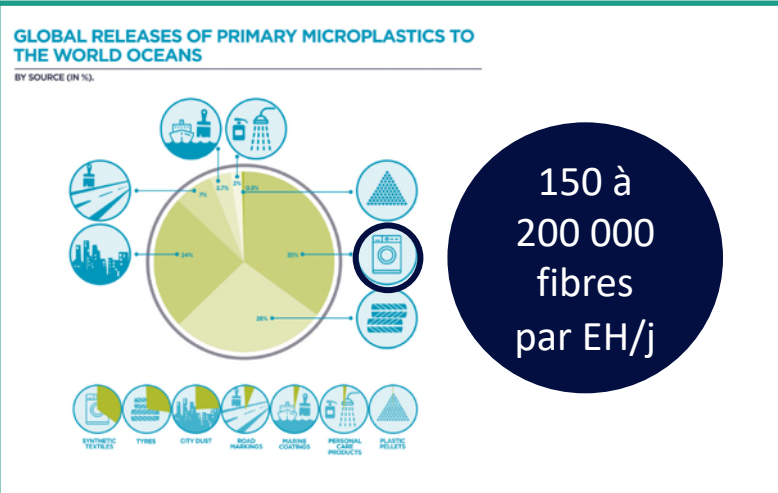 GLOBAL RELEASES OF PRIMARY MICROPLASTICS TO
THE WORLD OCEANS
BY SOURCE (IN %).
7%
3.7%
2%
0.3%
24%
35%
28%
150 à
200 000
fibres
par EH/j
SYNTHETIC
TEXTILES
TYRES
CITY DUST
ROAD
MARKINGS
MARINE
COATINGS
PERSONAL
CARE
PRODUCTS
PLASTIC
PELLETS